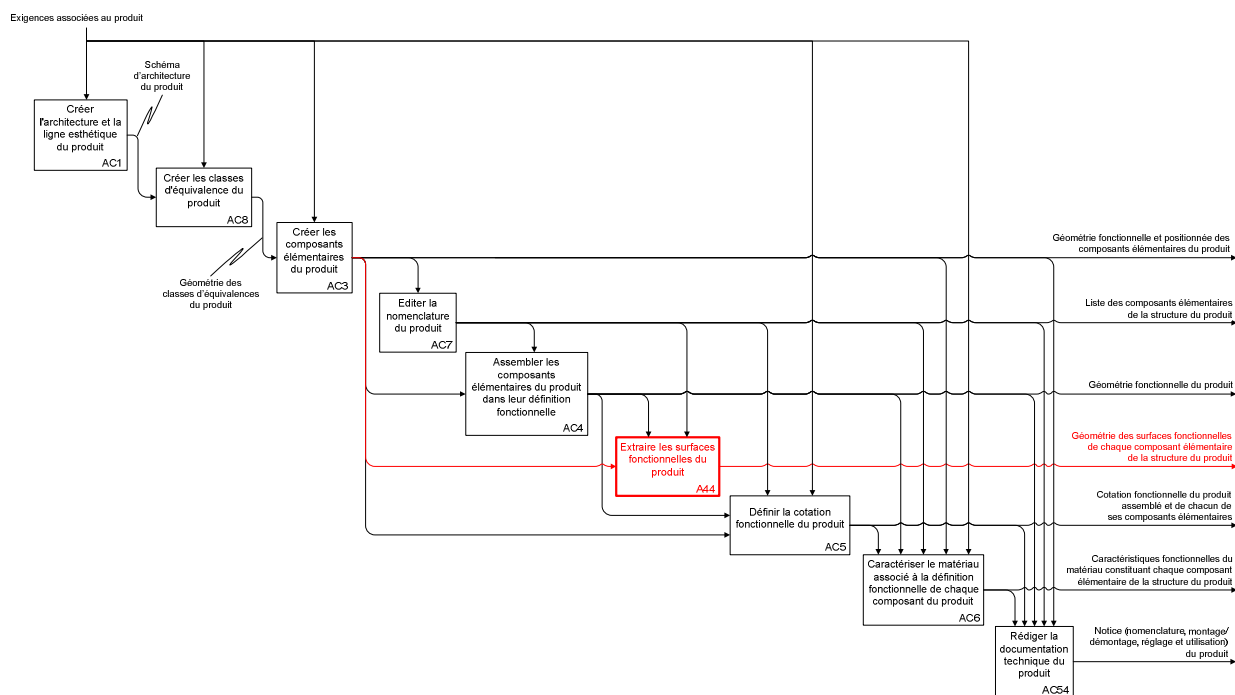 Exigences associées au produit
Schéma
d'architecture
du produit
Créer
l'architecture et la
ligne esthétique
du produit
AC1
Créer les classes
d'équivalence du
produit
AC8
Géométrie des
classes d'équivalences
du produit
Créer les
composants
élémentaires
du produit
AC3
Géométrie fonctionnelle et positionnée des
composants élémentaires du produit
Editer la
nomenclature
du produit
AC7
Liste des composants élémentaires
de la structure du produit
Assembler les
composants
élémentaires du produit
dans leur définition
fonctionnelle
AC4
Géométrie fonctionnelle du produit
Extraire les surfaces
fonctionnelles du
produit
A44
Géométrie des surfaces fonctionnelles
de chaque composant élémentaire
de la structure du produit
Définir la cotation
fonctionnelle du produit
AC5
Cotation fonctionnelle du produit
assemblé et de chacun de
ses composants élémentaires
Caractériser le matériau
associé à la définition
fonctionnelle de chaque
composant du produit
AC6
Caractéristiques fonctionnelles du
matériau constituant chaque composant
élémentaire de la structure du produit
Rédiger la
documentation
technique du
produit
AC54
Notice (nomenclature, montage/
démontage, réglage et utilisation)
du produit